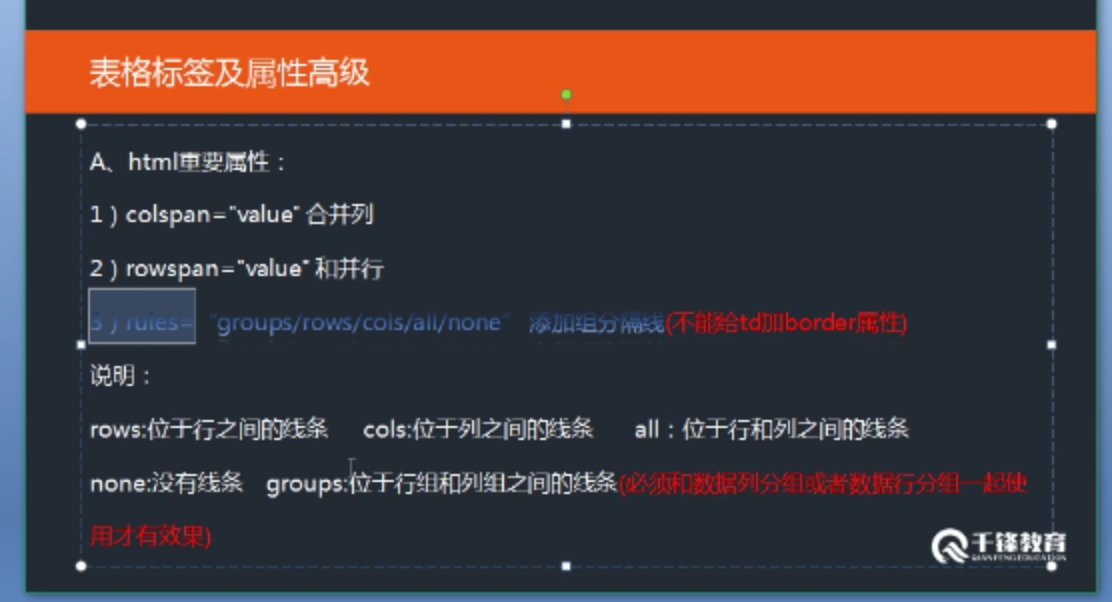 表格标签及属性高级
A、html重要属性：
1）colspan="value" 合并列
2）rowspan="value" 和并行
3）rules= “groups/rows/cols/all/none” 添加组分隔线(不能给td加border属性)
说明：
rows:位于行之间的线条 cols:位于列之间的线条 all：位于行和列之间的线条
none:没有线条 groups:位于行组和列组之间的线条(必须和数据列分组或者数据行分组一起使
用才有效果)
千锋教育
QIANFENG EDUCATION